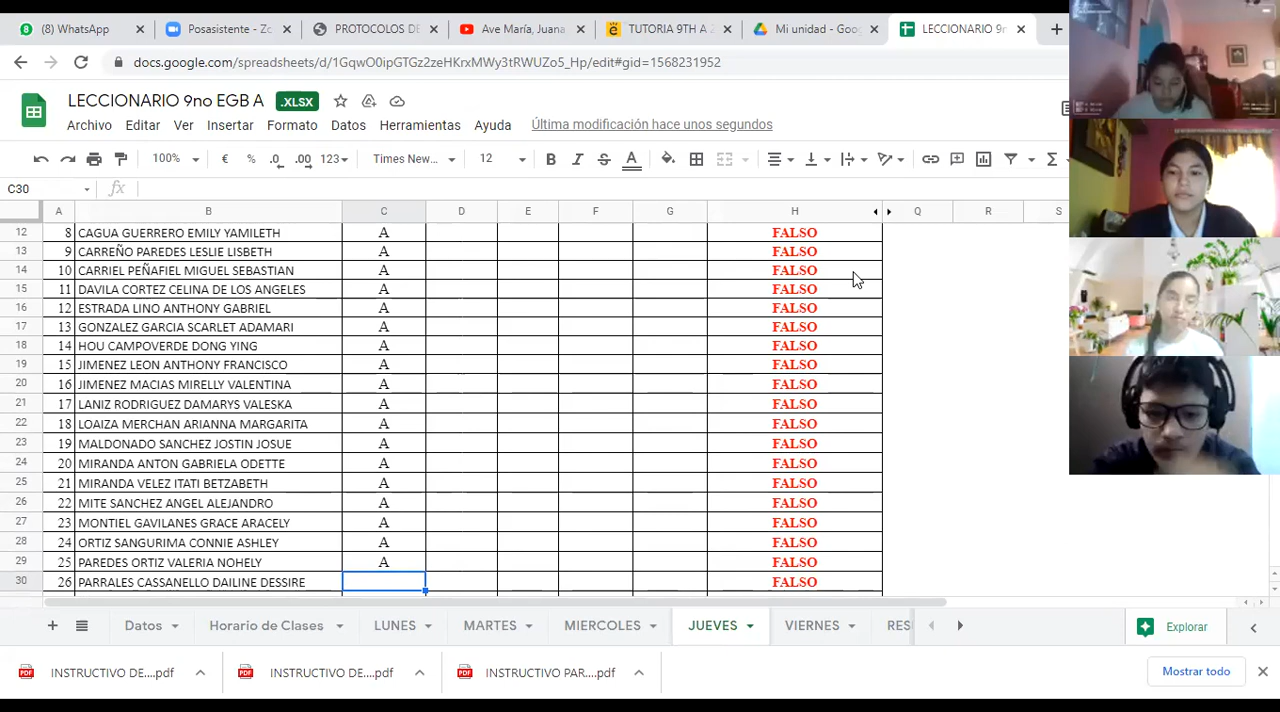 (8) WhatsApp
Posasistente - Zo
PROTOCOLOS DE
Ave María, Juana
TUTORIA 9TH A 2
Mi unidad - Goog
LECCIONARIO 9n
docs.google.com/spreadsheets/d/1GqwO0ipGTGz2zeHKrxMWy3tRWUZo5_Hp/edit#gid=1568231952
LECCIONARIO 9no EGB A .XLSX
Archivo Editar Ver Insertar Formato Datos Herramientas Ayuda Última modificación hace unos segundos
100% € % .0 .00 123 Times New... 12 B I S A
C30 fx
A B C D E F G H Q R S
12 8 CAGUA GUERRERO EMILY YAMILETH A FALSO
13 9 CARREÑO PAREDES LESLIE LISBETH A FALSO
14 10 CARRIEL PEÑAFIEL MIGUEL SEBASTIAN A FALSO
15 11 DAVILA CORTEZ CELINA DE LOS ANGELES A FALSO
16 12 ESTRADA LINO ANTHONY GABRIEL A FALSO
17 13 GONZALEZ GARCIA SCARLET ADAMARI A FALSO
18 14 HOU CAMPOVERDE DONG YING A FALSO
19 15 JIMENEZ LEON ANTHONY FRANCISCO A FALSO
20 16 JIMENEZ MACIAS MIRELLY VALENTINA A FALSO
21 17 LANIZ RODRIGUEZ DAMARYS VALESKA A FALSO
22 18 LOAIZA MERCHAN ARIANNA MARGARITA A FALSO
23 19 MALDONADO SANCHEZ JOSTIN JOSUE A FALSO
24 20 MIRANDA ANTON GABRIELA ODETTE A FALSO
25 21 MIRANDA VELEZ ITATI BETZABETH A FALSO
26 22 MITE SANCHEZ ANGEL ALEJANDRO A FALSO
27 23 MONTIEL GAVILANES GRACE ARACELY A FALSO
28 24 ORTIZ SANGURIMA CONNIE ASHLEY A FALSO
29 25 PAREDES ORTIZ VALERIA NOHELY A FALSO
30 26 PARRALES CASSANELLO DAILINE DESSIRE FALSO
Datos Horario de Clases LUNES MARTES MIERCOLES JUEVES VIERNES RES Explorar
INSTRUCTIVO DE....pdf INSTRUCTIVO DE....pdf INSTRUCTIVO PAR....pdf Mostrar todo